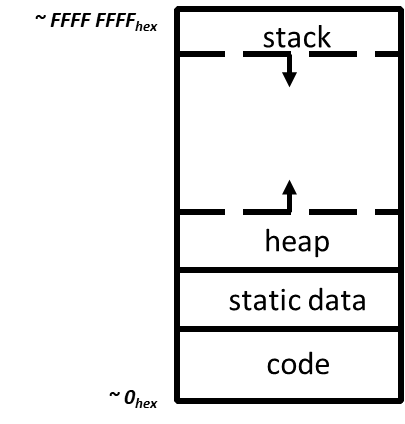 ~ FFFF FFFFhex
stack
heap
static data
code
~ 0hex